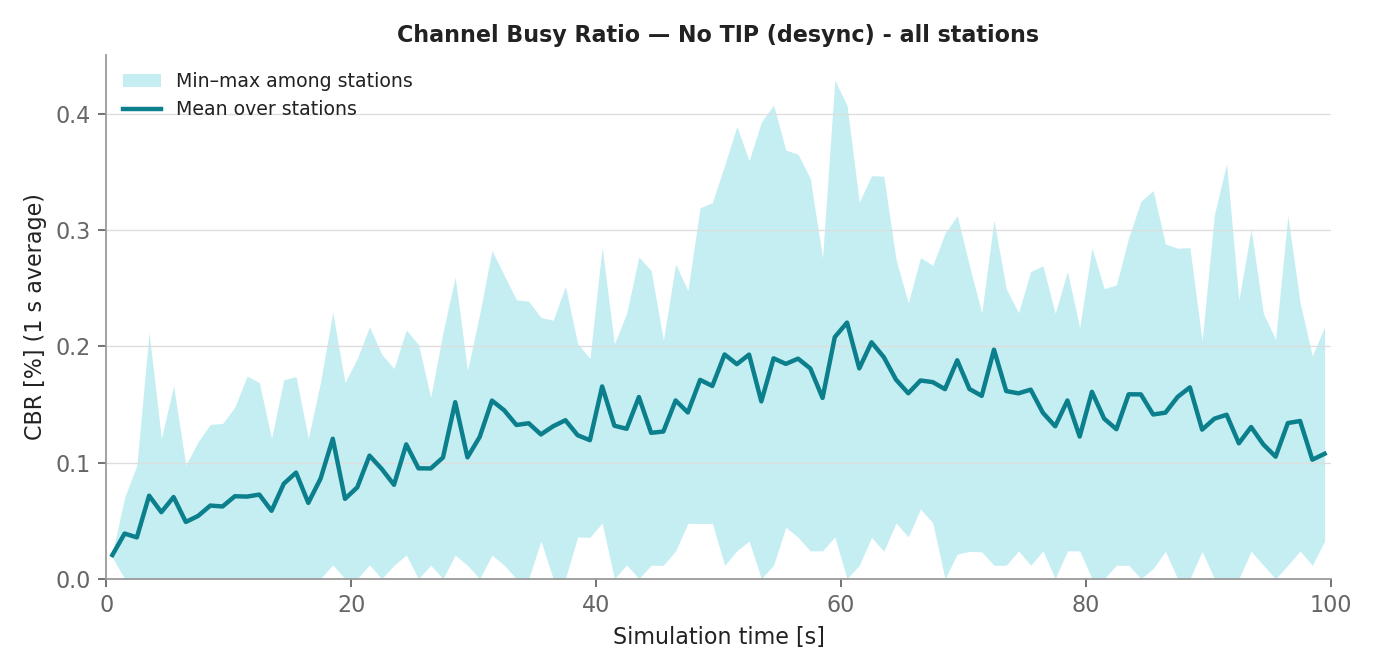 Channel Busy Ratio — No TIP (desync) - all stations
Min–max among stations
Mean over stations
CBR [%] (1 s average)
0.4
0.3
0.2
0.1
0.0
0 20 40 60 80 100
Simulation time [s]